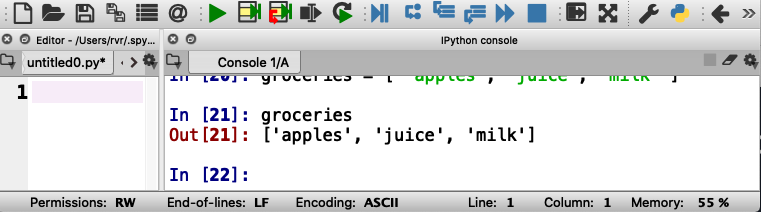 Editor - /Users/rvr/.spy...
IPython console
untitled0.py*
Console 1/A
1
In [20]: groceries = [ 'apples', 'juice', 'milk' ]
In [21]: groceries
Out[21]: ['apples', 'juice', 'milk']
In [22]:
Permissions: RW End-of-lines: LF Encoding: ASCII Line: 1 Column: 1 Memory: 55 %